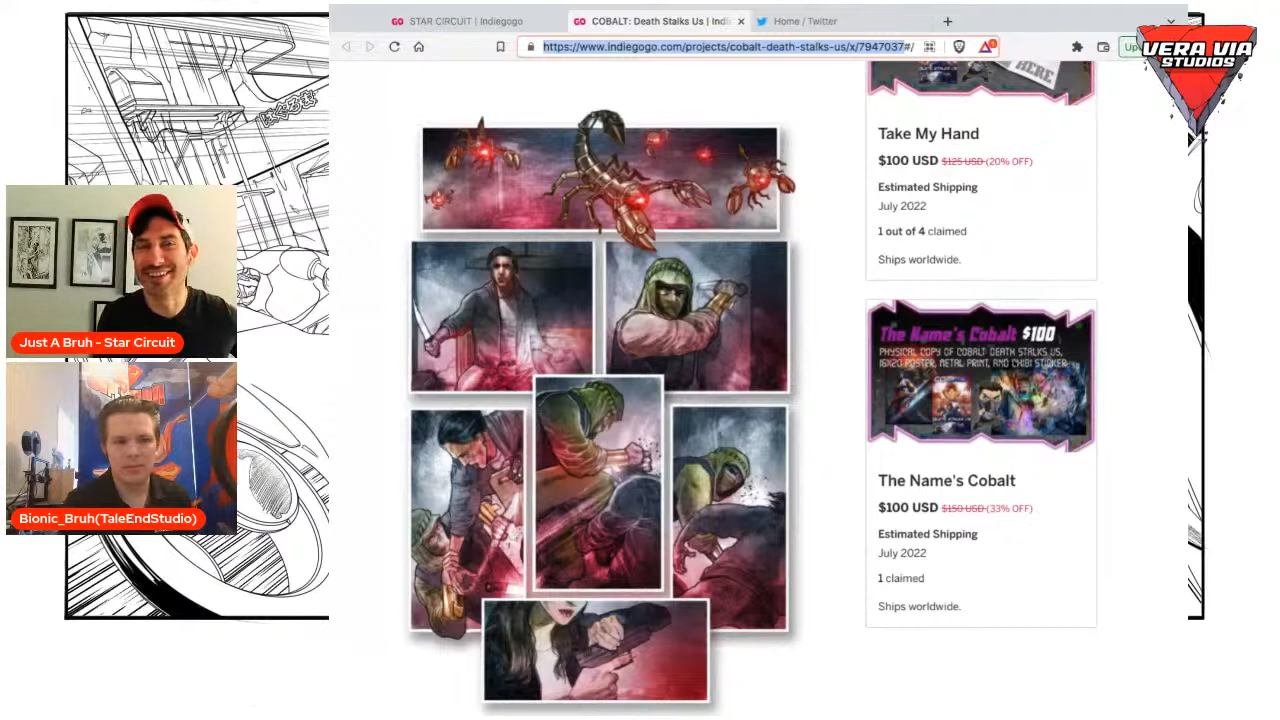 STAR CIRCUIT | Indiegogo
COBALT: Death Stalks Us | Indi
Home / Twitter
https://www.indiegogo.com/projects/cobalt-death-stalks-us/x/7947037#/
VERA VIA
STUDIOS
HERE
Take My Hand
$100 USD $125 USD (20% OFF)
Estimated Shipping
July 2022
1 out of 4 claimed
Ships worldwide.
The Name's Cobalt $100
PHYSICAL COPY OF COBALT: DEATH STALKS US,
16X20 POSTER, METAL PRINT, AND CHIBI STICKER
The Name's Cobalt
$100 USD $150 USD (33% OFF)
Estimated Shipping
July 2022
1 claimed
Ships worldwide.
Just A Bruh - Star Circuit
Bionic_Bruh(TaleEndStudio)